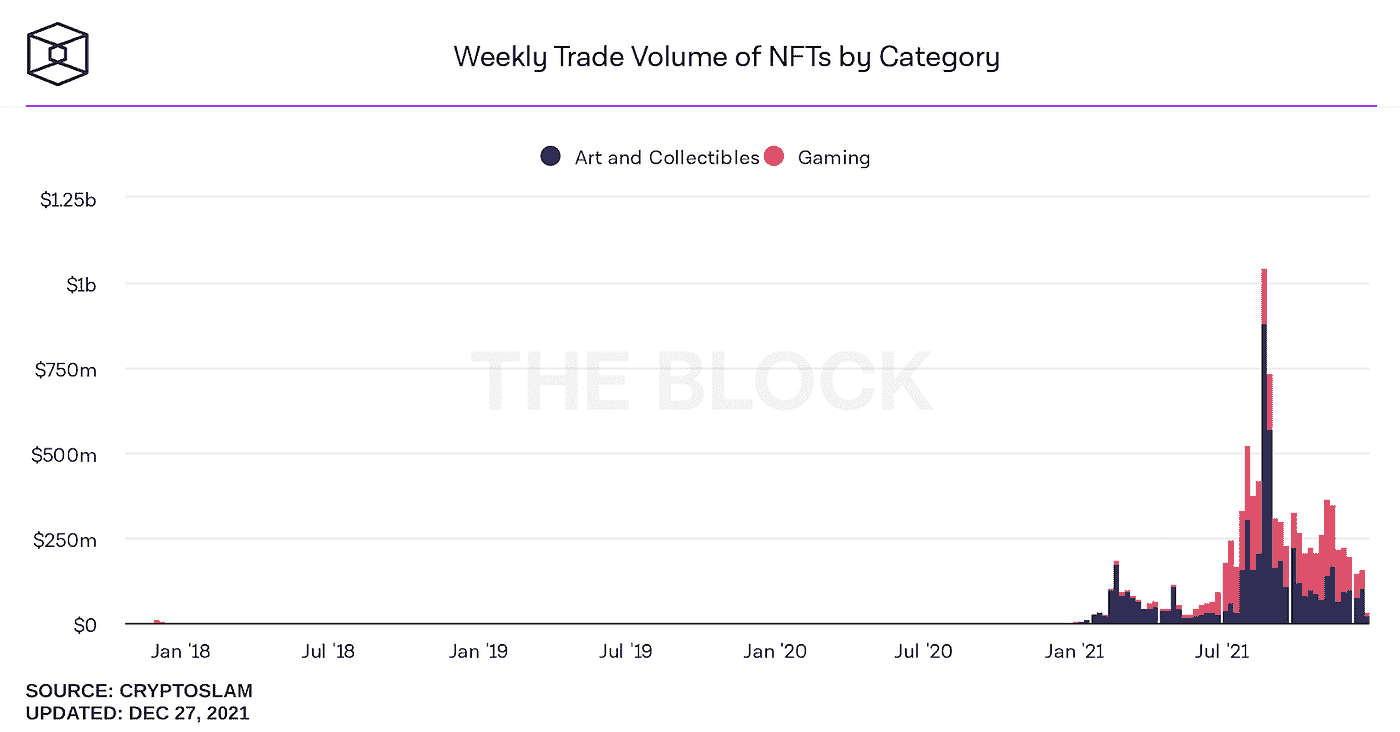 Weekly Trade Volume of NFTs by Category
Art and Collectibles Gaming
$1.25b
$1b
$750m
THE BLOCK
$500m
$250m
$0
Jan '18 Jul '18 Jan '19 Jul '19 Jan '20 Jul '20 Jan '21 Jul '21
SOURCE: CRYPTOSLAM
UPDATED: DEC 27, 2021